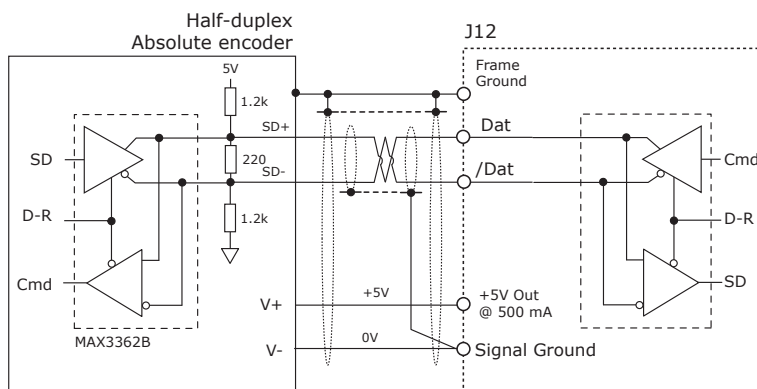 Half-duplex
Absolute encoder
J12
5V
1.2k
Frame
Ground
SD+
Dat
SD
220
Cmd
SD-
/Dat
D-R
1.2k
D-R
Cmd
SD
V+
+5V
+5V Out
@ 500 mA
MAX3362B
V-
0V
Signal Ground